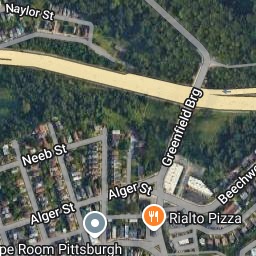 Naylor St
Greenfield Brg
Neeb St
Alger St
Beechw
Alger St
Rialto Pizza
pe Room Pittsburgh